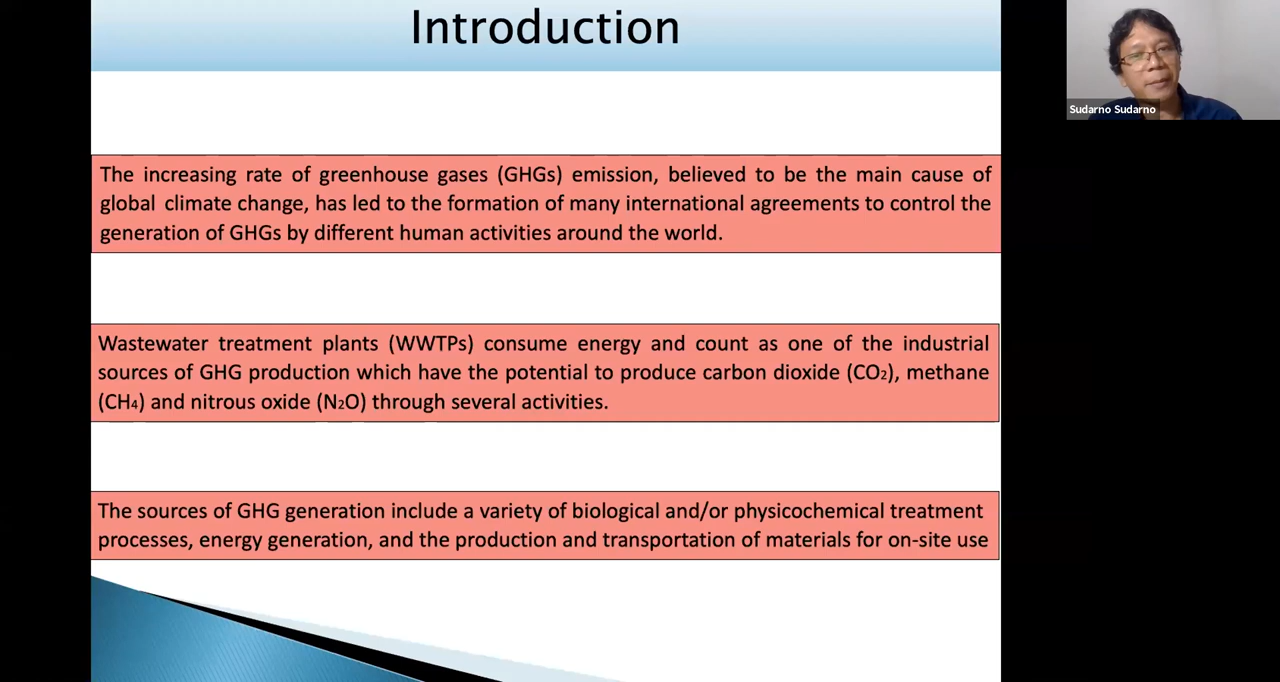 Introduction
Sudarno Sudarno
The increasing rate of greenhouse gases (GHGs) emission, believed to be the main cause of
global climate change, has led to the formation of many international agreements to control the
generation of GHGs by different human activities around the world.
Wastewater treatment plants (WWTPs) consume energy and count as one of the industrial
sources of GHG production which have the potential to produce carbon dioxide (CO₂), methane
(CH₄) and nitrous oxide (N₂O) through several activities.
The sources of GHG generation include a variety of biological and/or physicochemical treatment
processes, energy generation, and the production and transportation of materials for on-site use